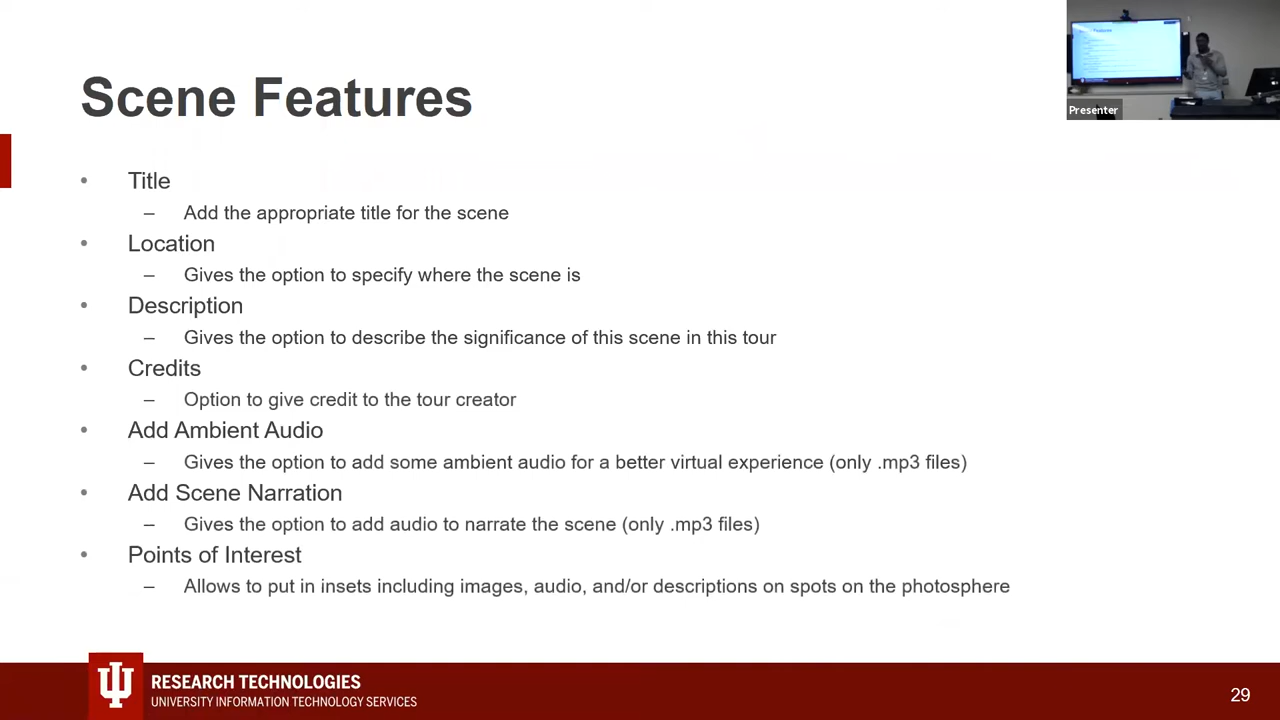 Scene Features
Presenter
• Title
– Add the appropriate title for the scene
• Location
– Gives the option to specify where the scene is
• Description
– Gives the option to describe the significance of this scene in this tour
• Credits
– Option to give credit to the tour creator
• Add Ambient Audio
– Gives the option to add some ambient audio for a better virtual experience (only .mp3 files)
• Add Scene Narration
– Gives the option to add audio to narrate the scene (only .mp3 files)
• Points of Interest
– Allows to put in insets including images, audio, and/or descriptions on spots on the photosphere
RESEARCH TECHNOLOGIES
UNIVERSITY INFORMATION TECHNOLOGY SERVICES
29